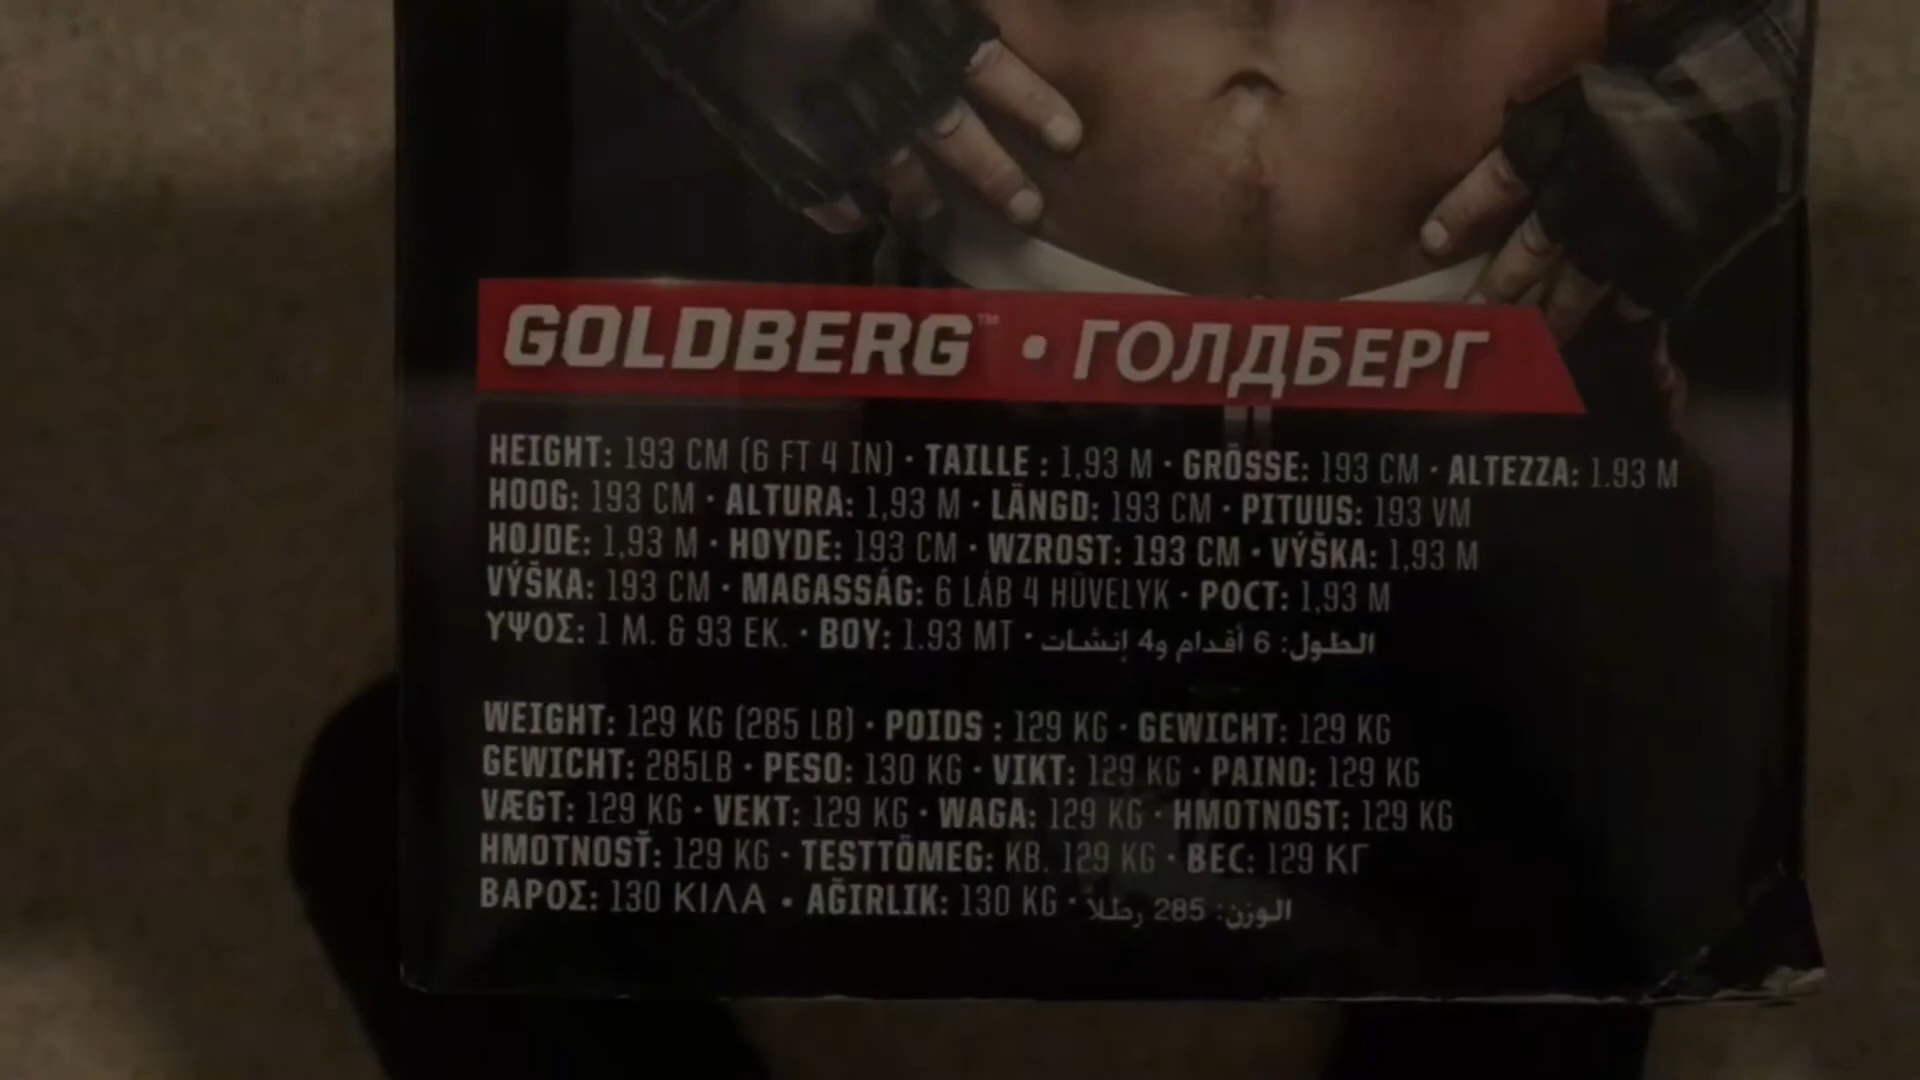 GOLDBERG™ • ГОЛДБЕРГ
HEIGHT: 193 CM (6 FT 4 IN) · TAILLE : 1,93 M · GRÖSSE: 193 CM · ALTEZZA: 1.93 M
HOOG: 193 CM · ALTURA: 1,93 M · LÄNGD: 193 CM · PITUUS: 193 VM
HØJDE: 1,93 M · HØYDE: 193 CM · WZROST: 193 CM · VÝŠKA: 1,93 M
VÝŠKA: 193 CM · MAGASSÁG: 6 LÁB 4 HÜVELYK · РОСТ: 1,93 М
ΥΨΟΣ: 1 Μ. & 93 ΕΚ. · BOY: 1.93 MT · الطول: 6 أقدام و4 إنشات
WEIGHT: 129 KG (285 LB) · POIDS : 129 KG · GEWICHT: 129 KG
GEWICHT: 285LB · PESO: 130 KG · VIKT: 129 KG · PAINO: 129 KG
VÆGT: 129 KG · VEKT: 129 KG · WAGA: 129 KG · HMOTNOST: 129 KG
HMOTNOSŤ: 129 KG · TESTTÖMEG: KB. 129 KG · ВЕС: 129 КГ
ΒΑΡΟΣ: 130 ΚΙΛΑ • AĞIRLIK: 130 KG · الوزن: 285 رطلا